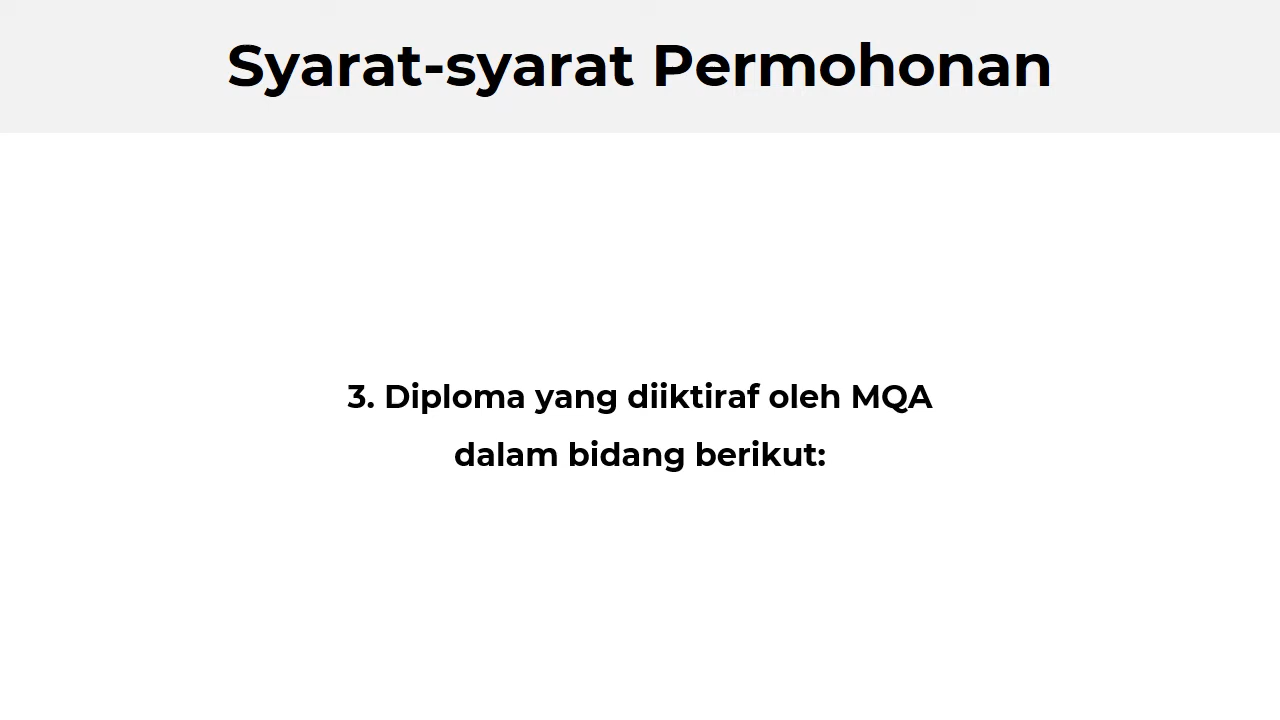 Syarat-syarat Permohonan
3. Diploma yang diiktiraf oleh MQA
dalam bidang berikut: